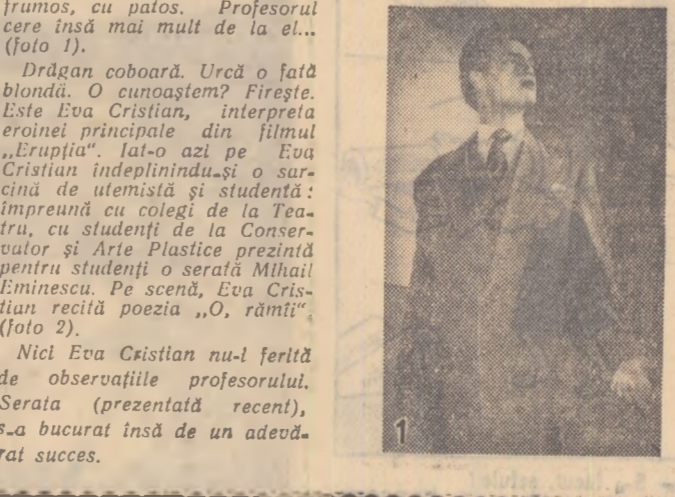 frumos, cu patos. Profesorul
cere însă mai mult de la el...
(foto 1).
Drăgan coboară. Urcă o fată
blondă. O cunoaştem? Fireşte.
Este Eva Cristian, interpreta
eroinei principale din filmul
„Erupţia“. Iat-o azi pe Eva
Cristian îndeplinindu-şi o sar-
cină de utemistă şi studentă:
împreună cu colegi de la Tea-
tru, cu studenţi de la Conser-
vator şi Arte Plastice prezintă
pentru studenţi o serată Mihail
Eminescu. Pe scenă, Eva Cris-
tian recită poezia „O, rămîi“
(foto 2).
Nici Eva Cristian nu-i ferită
de observaţiile profesorului.
Serata (prezentată recent),
s-a bucurat însă de un adevă-
rat succes.
1